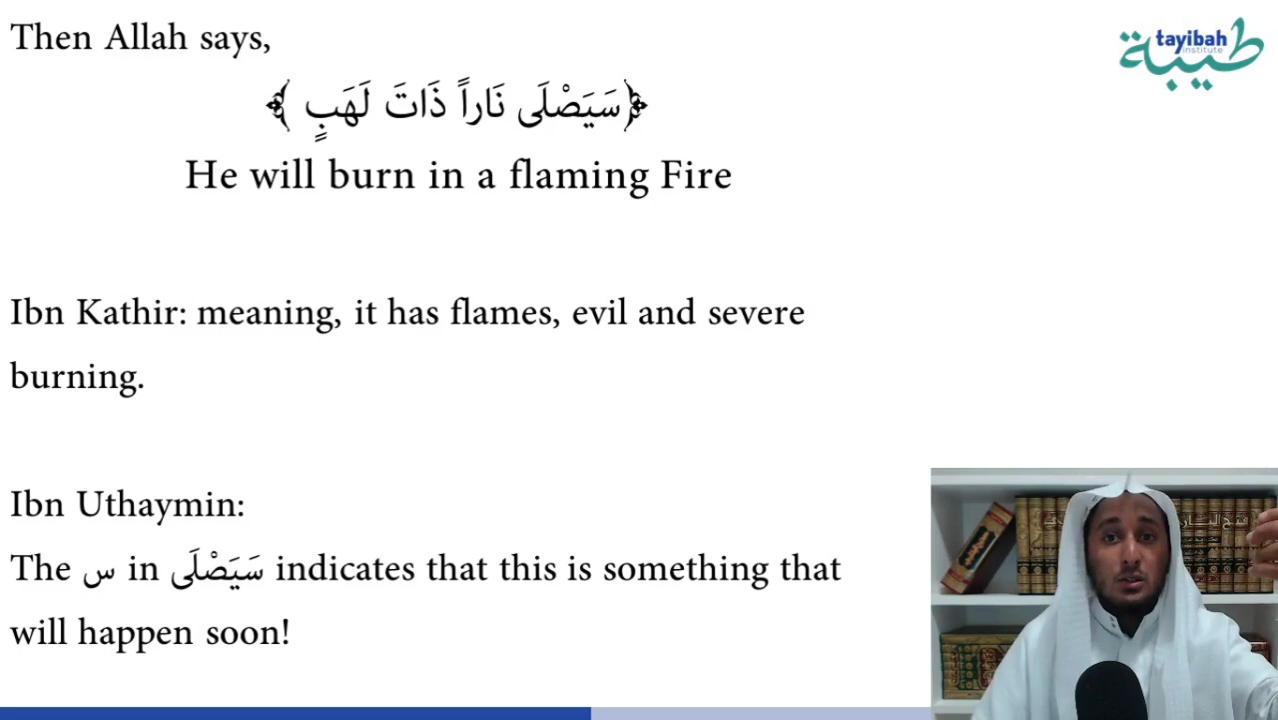 Then Allah says,
tayibah
institute
طيبة
﴿سَيَصْلَى نَاراً ذَاتَ لَهَبٍ ﴾
He will burn in a flaming Fire
Ibn Kathir: meaning, it has flames, evil and severe
burning.
Ibn Uthaymin:
The س in سَيَصْلَى indicates that this is something that
will happen soon!